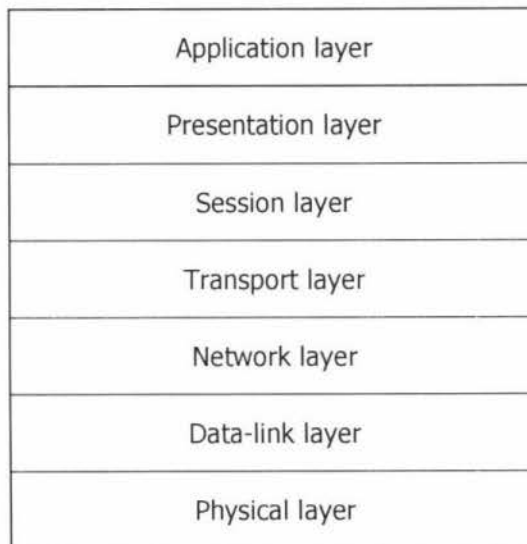 Application layer
Presentation layer
Session layer
Transport layer
Network layer
Data-link layer
Physical layer